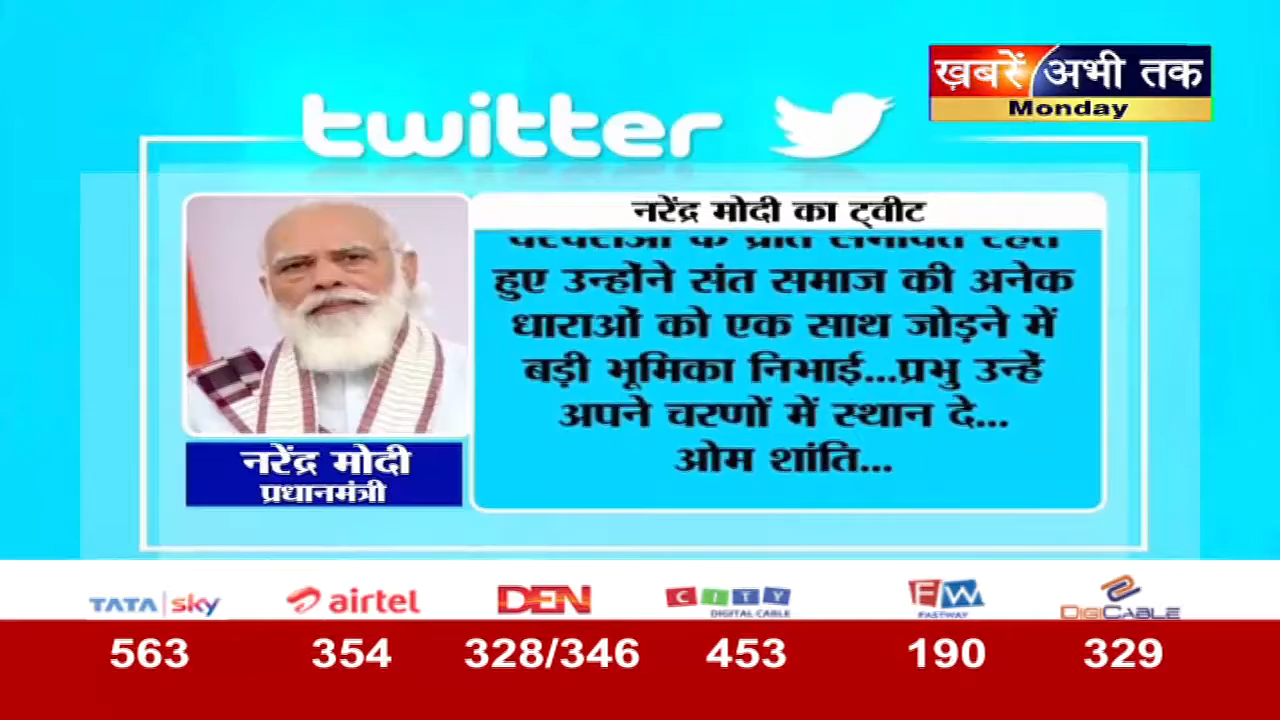 ख़बरें अभी तक
Monday
twitter
नरेंद्र मोदी का ट्वीट
हुए उन्होंने संत समाज की अनेक
धाराओं को एक साथ जोड़ने में
बड़ी भूमिका निभाई...प्रभु उन्हें
अपने चरणों में स्थान दे...
ओम शांति...
नरेंद्र मोदी
प्रधानमंत्री
TATA sky airtel DEN CITY DIGITAL CABLE FW FASTWAY DIGICABLE
563 354 328/346 453 190 329